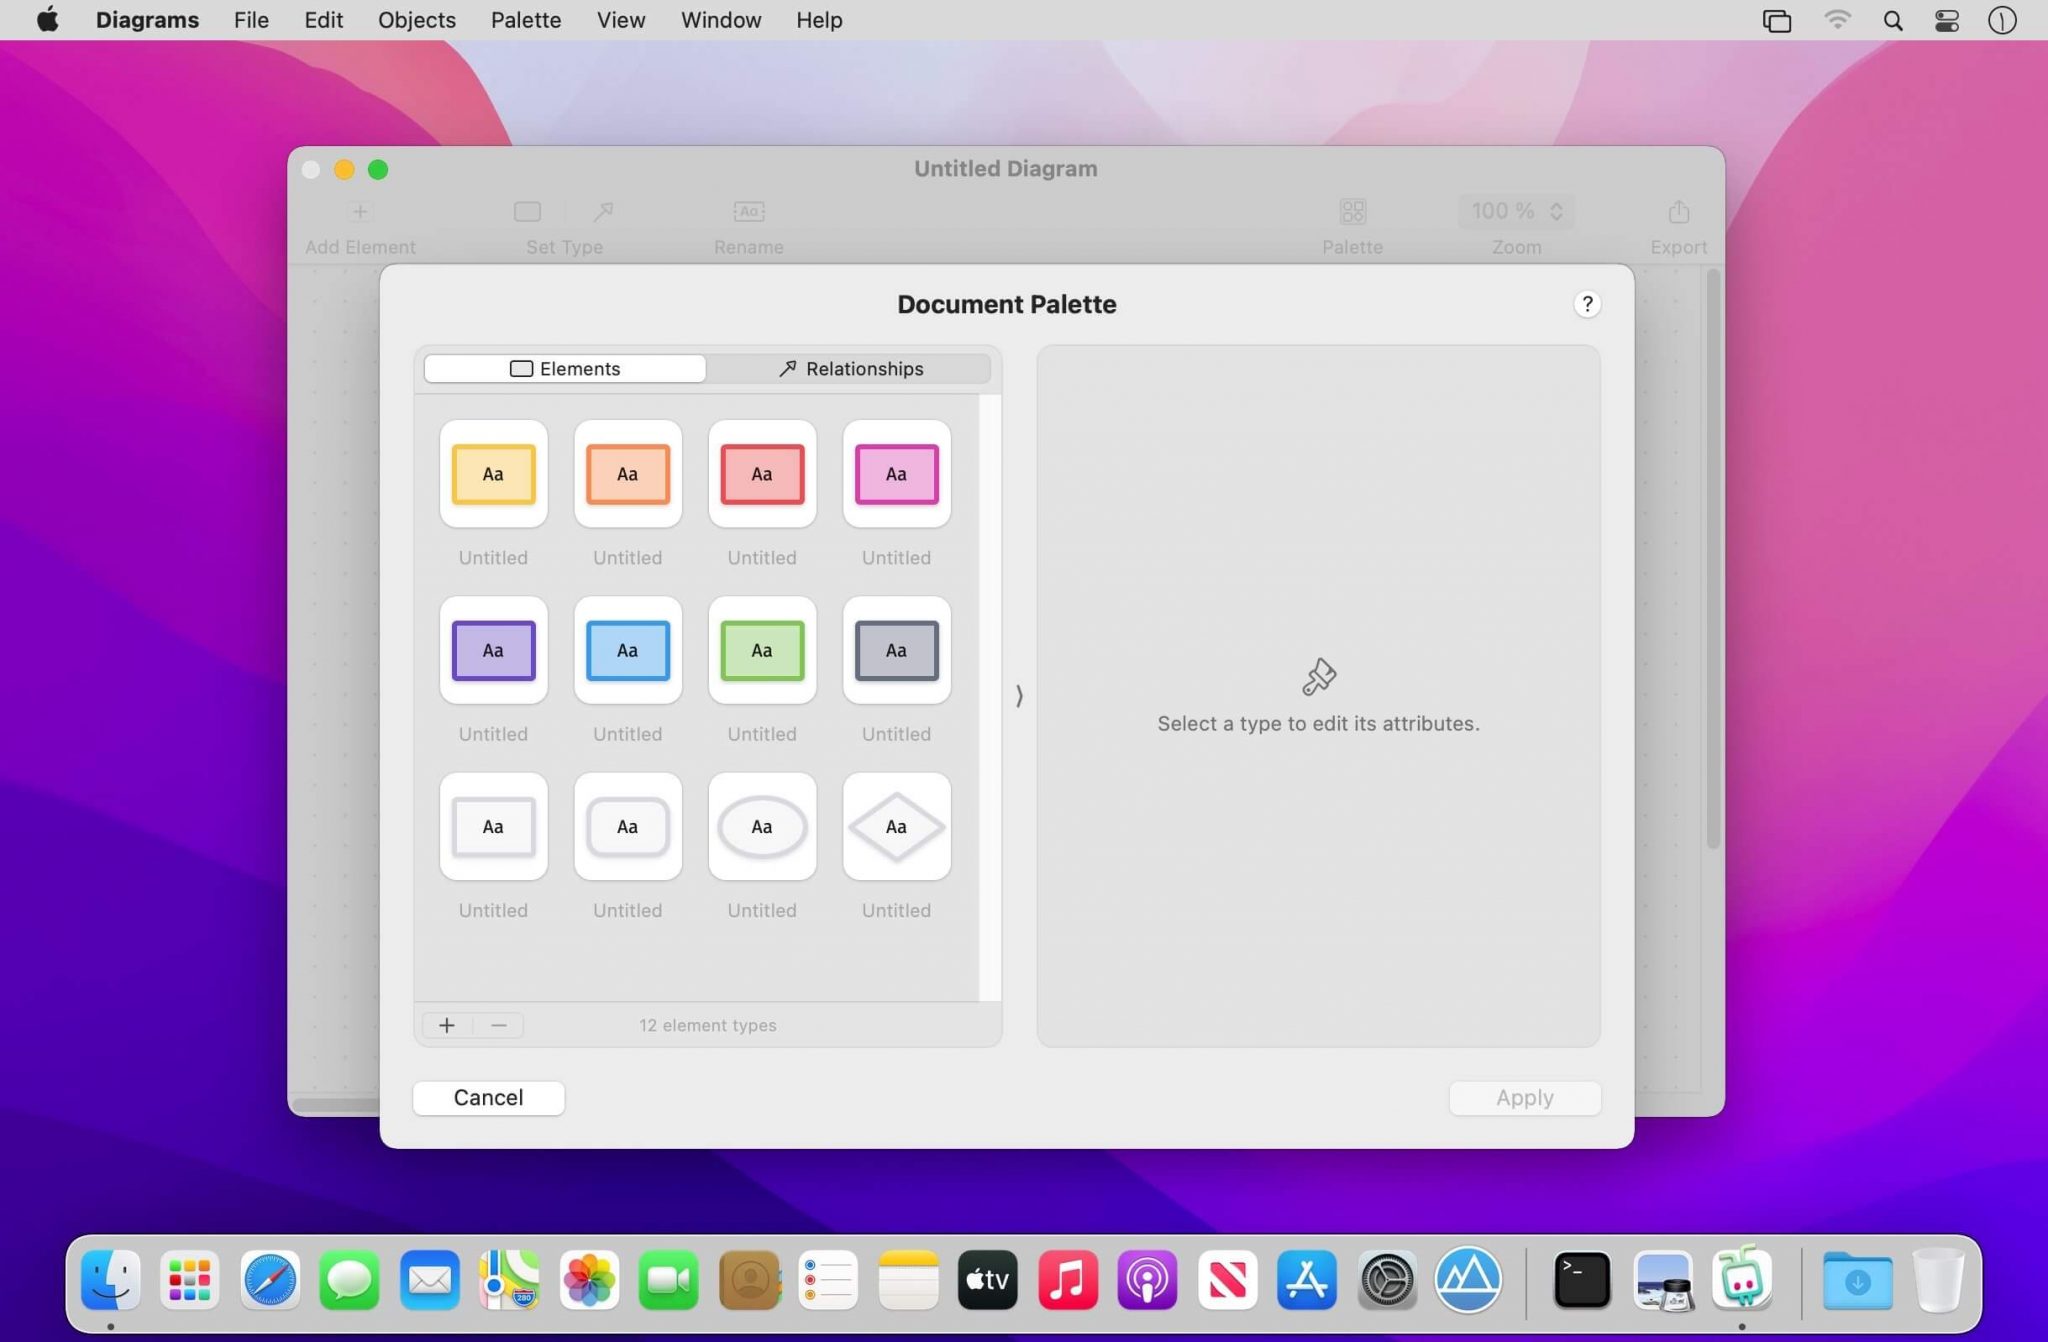 Diagrams File Edit Objects Palette View Window Help
Untitled Diagram
Aa 100 %
Add Element Set Type Rename Palette Zoom Export
Document Palette ?
Elements Relationships
Aa Aa Aa Aa
Untitled Untitled Untitled Untitled
Aa Aa Aa Aa
Untitled Untitled Untitled Untitled
Select a type to edit its attributes.
Aa Aa Aa Aa
Untitled Untitled Untitled Untitled
+ − 12 element types
Cancel Apply
280 tv >_